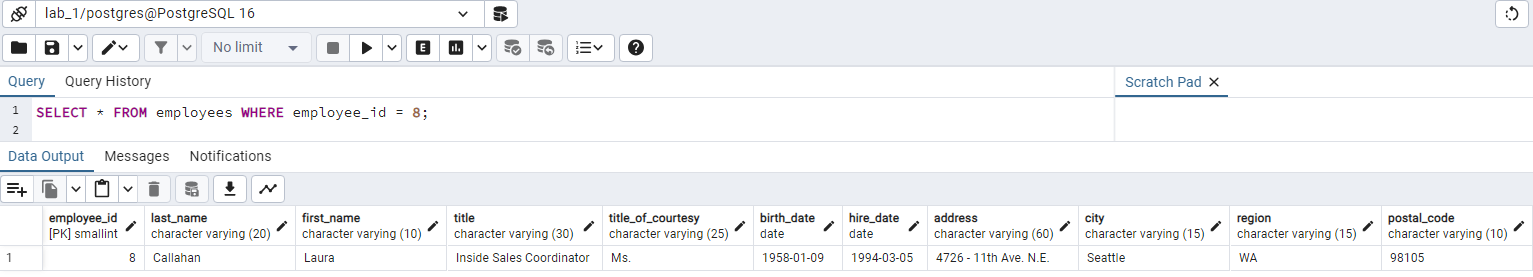 lab_1/postgres@PostgreSQL 16
No limit
E
Query Query History Scratch Pad
1 SELECT * FROM employees WHERE employee_id = 8;
2
Data Output Messages Notifications
employee_id last_name first_name title title_of_courtesy birth_date hire_date address city region postal_code
[PK] smallint character varying (20) character varying (10) character varying (30) character varying (25) date date character varying (60) character varying (15) character varying (15) character varying (10)
1 8 Callahan Laura Inside Sales Coordinator Ms. 1958-01-09 1994-03-05 4726 - 11th Ave. N.E. Seattle WA 98105